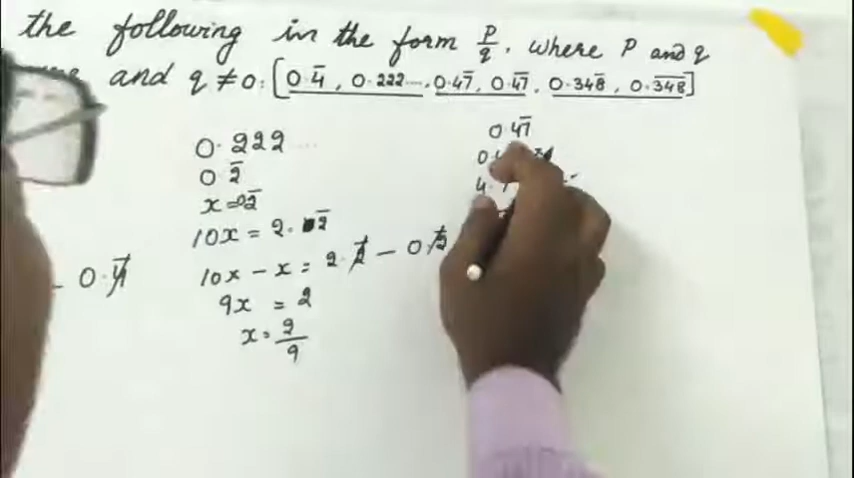 the following in the form P/q, where P and q
and q ≠ 0. [0.4̅, 0.222..., 0.47̅, 0.4̅7̅, 0.348̅, 0.3̅4̅8̅]
0.222...
0.2̅
x = 0.2̅
10x = 2.2̅
10x - x = 2.2̅ - 0.2̅
9x = 2
x = 2/9
- 0.4̅
0.47̅